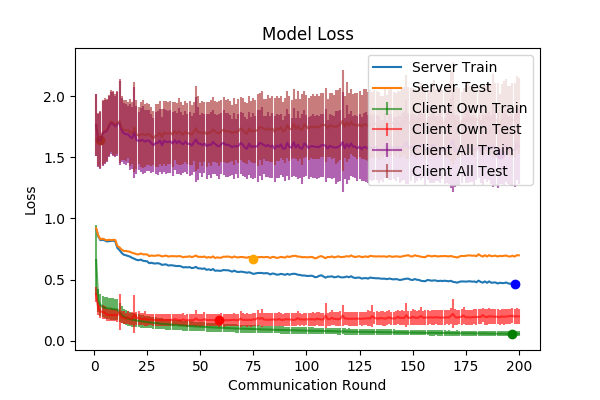 Model Loss
Server Train
Server Test
Client Own Train
Client Own Test
Client All Train
Client All Test
Loss
2.0
1.5
1.0
0.5
0.0
0 25 50 75 100 125 150 175 200
Communication Round